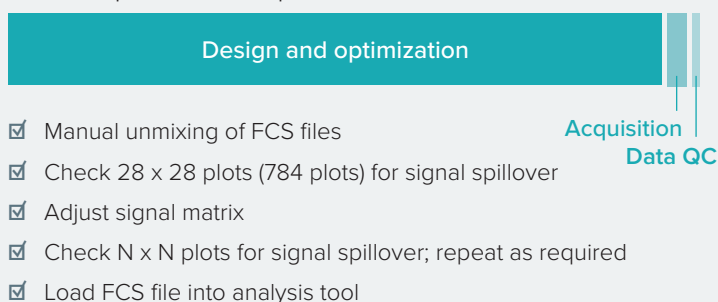 Design and optimization
Acquisition
Data QC
Manual unmixing of FCS files
Check 28 x 28 plots (784 plots) for signal spillover
Adjust signal matrix
Check N x N plots for signal spillover; repeat as required
Load FCS file into analysis tool